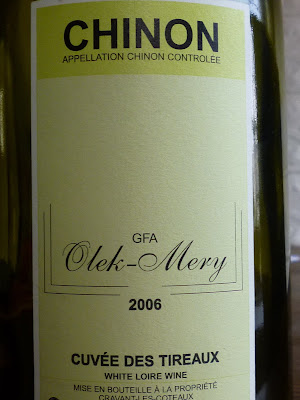 CHINON
APPELLATION CHINON CONTROLÉE
GFA
Olek-Mery
2006
CUVÉE DES TIREAUX
WHITE LOIRE WINE
MISE EN BOUTEILLE À LA PROPRIÉTÉ
CRAVANT-LES-COTEAUX